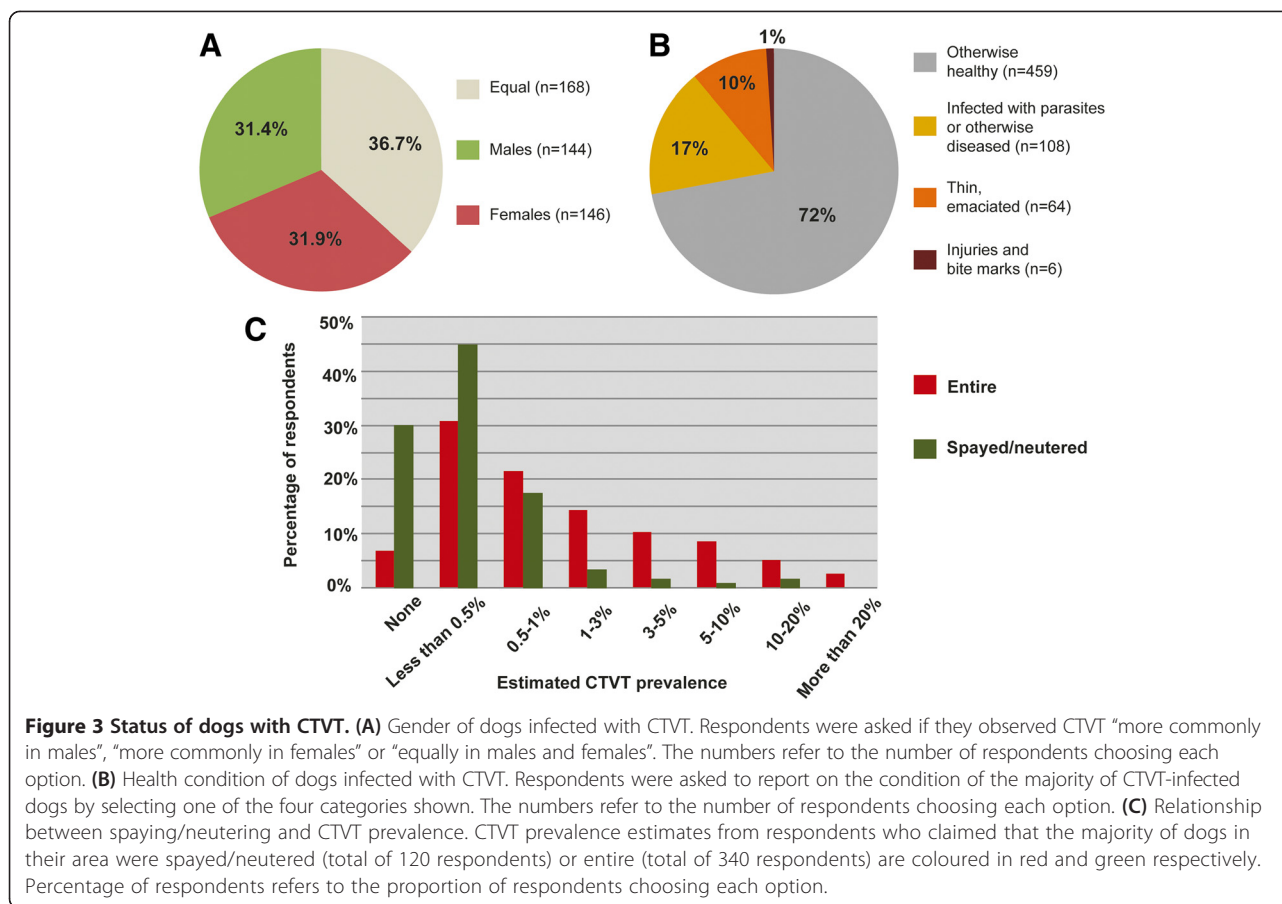 A
31.4%
36.7%
31.9%
Equal (n=168)
Males (n=144)
Females (n=146)
B
1%
10%
17%
72%
Otherwise
healthy (n=459)
Infected with parasites
or otherwise
diseased (n=108)
Thin,
emaciated (n=64)
Injuries and
bite marks (n=6)
C
Percentage of respondents
50%
40%
30%
20%
10%
0%
None
Less than 0.5%
0.5-1%
1-3%
3-5%
5-10%
10-20%
More than 20%
Estimated CTVT prevalence
Entire
Spayed/neutered
Figure 3 Status of dogs with CTVT. (A) Gender of dogs infected with CTVT. Respondents were asked if they observed CTVT “more commonly
in males”, “more commonly in females” or “equally in males and females”. The numbers refer to the number of respondents choosing each
option. (B) Health condition of dogs infected with CTVT. Respondents were asked to report on the condition of the majority of CTVT-infected
dogs by selecting one of the four categories shown. The numbers refer to the number of respondents choosing each option. (C) Relationship
between spaying/neutering and CTVT prevalence. CTVT prevalence estimates from respondents who claimed that the majority of dogs in
their area were spayed/neutered (total of 120 respondents) or entire (total of 340 respondents) are coloured in red and green respectively.
Percentage of respondents refers to the proportion of respondents choosing each option.